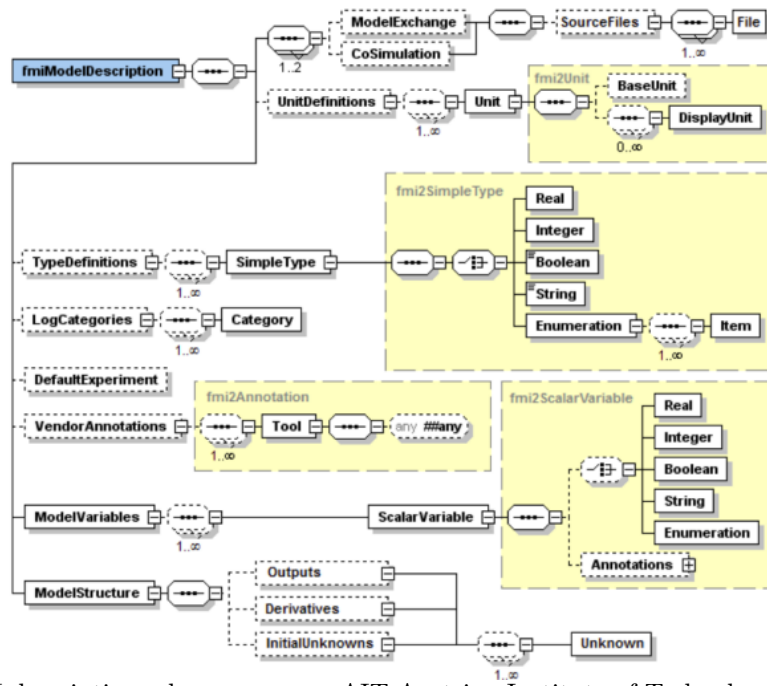 ModelExchange
SourceFiles
File
CoSimulation
1..2
1..∞
fmiModelDescription
fmi2Unit
BaseUnit
UnitDefinitions
Unit
1..∞
DisplayUnit
0..∞
fmi2SimpleType
Real
Integer
TypeDefinitions
SimpleType
1..∞
Boolean
String
LogCategories
Category
1..∞
Enumeration
Item
1..∞
DefaultExperiment
fmi2Annotation
VendorAnnotations
Tool
any ##any
1..∞
fmi2ScalarVariable
Real
Integer
Boolean
String
Enumeration
ModelVariables
ScalarVariable
1..∞
Annotations
ModelStructure
Outputs
Derivatives
InitialUnknowns
Unknown
1..∞